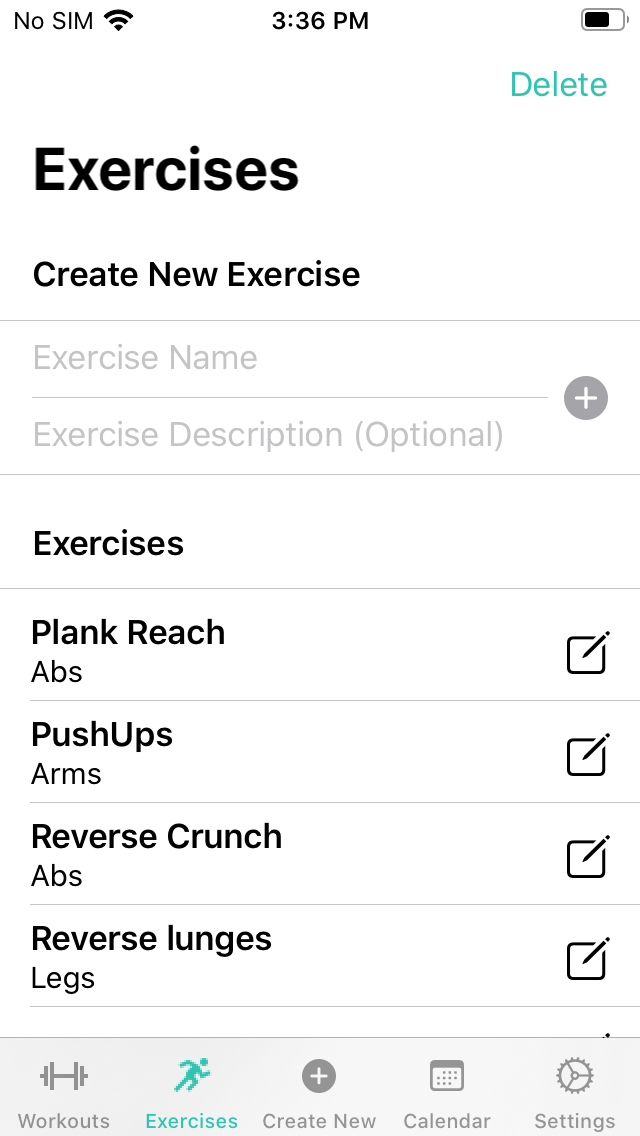 No SIM 3:36 PM
Delete
Exercises
Create New Exercise
Exercise Name
Exercise Description (Optional)
Exercises
Plank Reach
Abs
PushUps
Arms
Reverse Crunch
Abs
Reverse lunges
Legs
Workouts Exercises Create New Calendar Settings